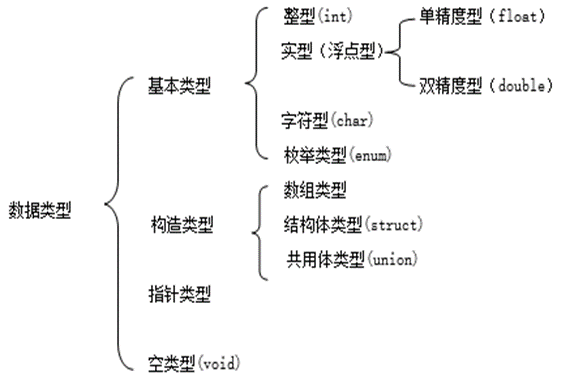 整型(int)
单精度型（float）
实型（浮点型）
双精度型（double）
基本类型
字符型(char)
枚举类型(enum)
数据类型
数组类型
构造类型
结构体类型(struct)
共用体类型(union)
指针类型
空类型(void)